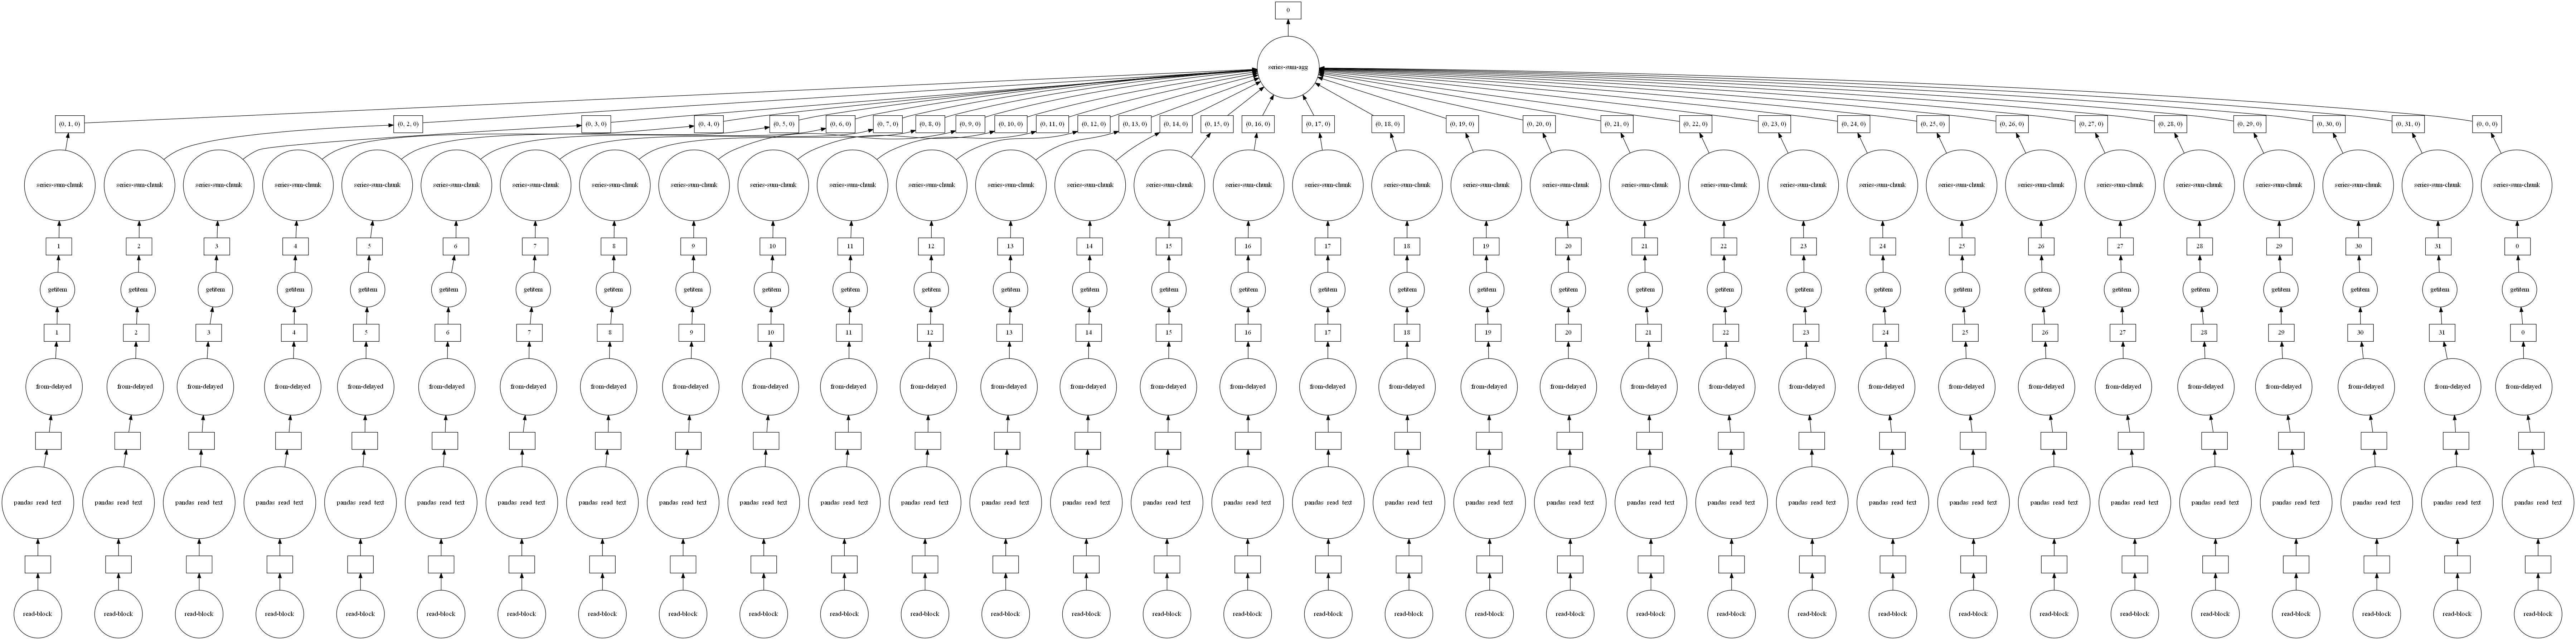 0
series-sum-agg
(0, 1, 0) (0, 2, 0) (0, 3, 0) (0, 4, 0) (0, 5, 0) (0, 6, 0) (0, 7, 0) (0, 8, 0) (0, 9, 0) (0, 10, 0) (0, 11, 0) (0, 12, 0) (0, 13, 0) (0, 14, 0) (0, 15, 0) (0, 16, 0) (0, 17, 0) (0, 18, 0) (0, 19, 0) (0, 20, 0) (0, 21, 0) (0, 22, 0) (0, 23, 0) (0, 24, 0) (0, 25, 0) (0, 26, 0) (0, 27, 0) (0, 28, 0) (0, 29, 0) (0, 30, 0) (0, 31, 0) (0, 0, 0)
series-sum-chunk series-sum-chunk series-sum-chunk series-sum-chunk series-sum-chunk series-sum-chunk series-sum-chunk series-sum-chunk series-sum-chunk series-sum-chunk series-sum-chunk series-sum-chunk series-sum-chunk series-sum-chunk series-sum-chunk series-sum-chunk series-sum-chunk series-sum-chunk series-sum-chunk series-sum-chunk series-sum-chunk series-sum-chunk series-sum-chunk series-sum-chunk series-sum-chunk series-sum-chunk series-sum-chunk series-sum-chunk series-sum-chunk series-sum-chunk series-sum-chunk series-sum-chunk
1 2 3 4 5 6 7 8 9 10 11 12 13 14 15 16 17 18 19 20 21 22 23 24 25 26 27 28 29 30 31 0
getitem getitem getitem getitem getitem getitem getitem getitem getitem getitem getitem getitem getitem getitem getitem getitem getitem getitem getitem getitem getitem getitem getitem getitem getitem getitem getitem getitem getitem getitem getitem getitem
1 2 3 4 5 6 7 8 9 10 11 12 13 14 15 16 17 18 19 20 21 22 23 24 25 26 27 28 29 30 31 0
from-delayed from-delayed from-delayed from-delayed from-delayed from-delayed from-delayed from-delayed from-delayed from-delayed from-delayed from-delayed from-delayed from-delayed from-delayed from-delayed from-delayed from-delayed from-delayed from-delayed from-delayed from-delayed from-delayed from-delayed from-delayed from-delayed from-delayed from-delayed from-delayed from-delayed from-delayed from-delayed
pandas read text pandas read text pandas read text pandas read text pandas read text pandas read text pandas read text pandas read text pandas read text pandas read text pandas read text pandas read text pandas read text pandas read text pandas read text pandas read text pandas read text pandas read text pandas read text pandas read text pandas read text pandas read text pandas read text pandas read text pandas read text pandas read text pandas read text pandas read text pandas read text pandas read text pandas read text pandas read text
read-block read-block read-block read-block read-block read-block read-block read-block read-block read-block read-block read-block read-block read-block read-block read-block read-block read-block read-block read-block read-block read-block read-block read-block read-block read-block read-block read-block read-block read-block read-block read-block